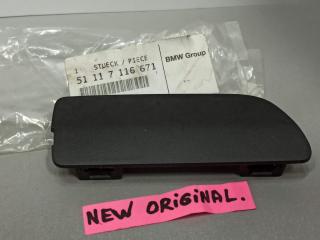 1 STUECK / PIECE
51 11 7 116 671
BMW Group
NEW ORIGINAL.